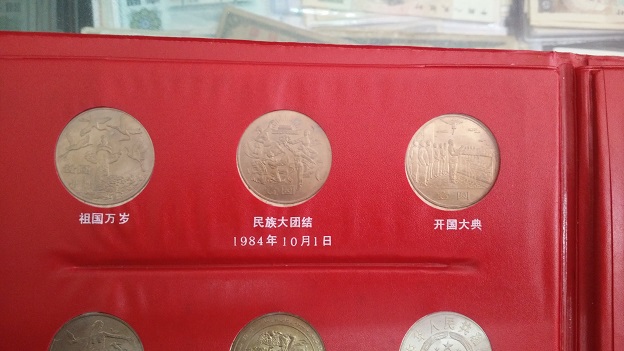 祖国万岁
民族大团结
开国大典
1984年10月1日